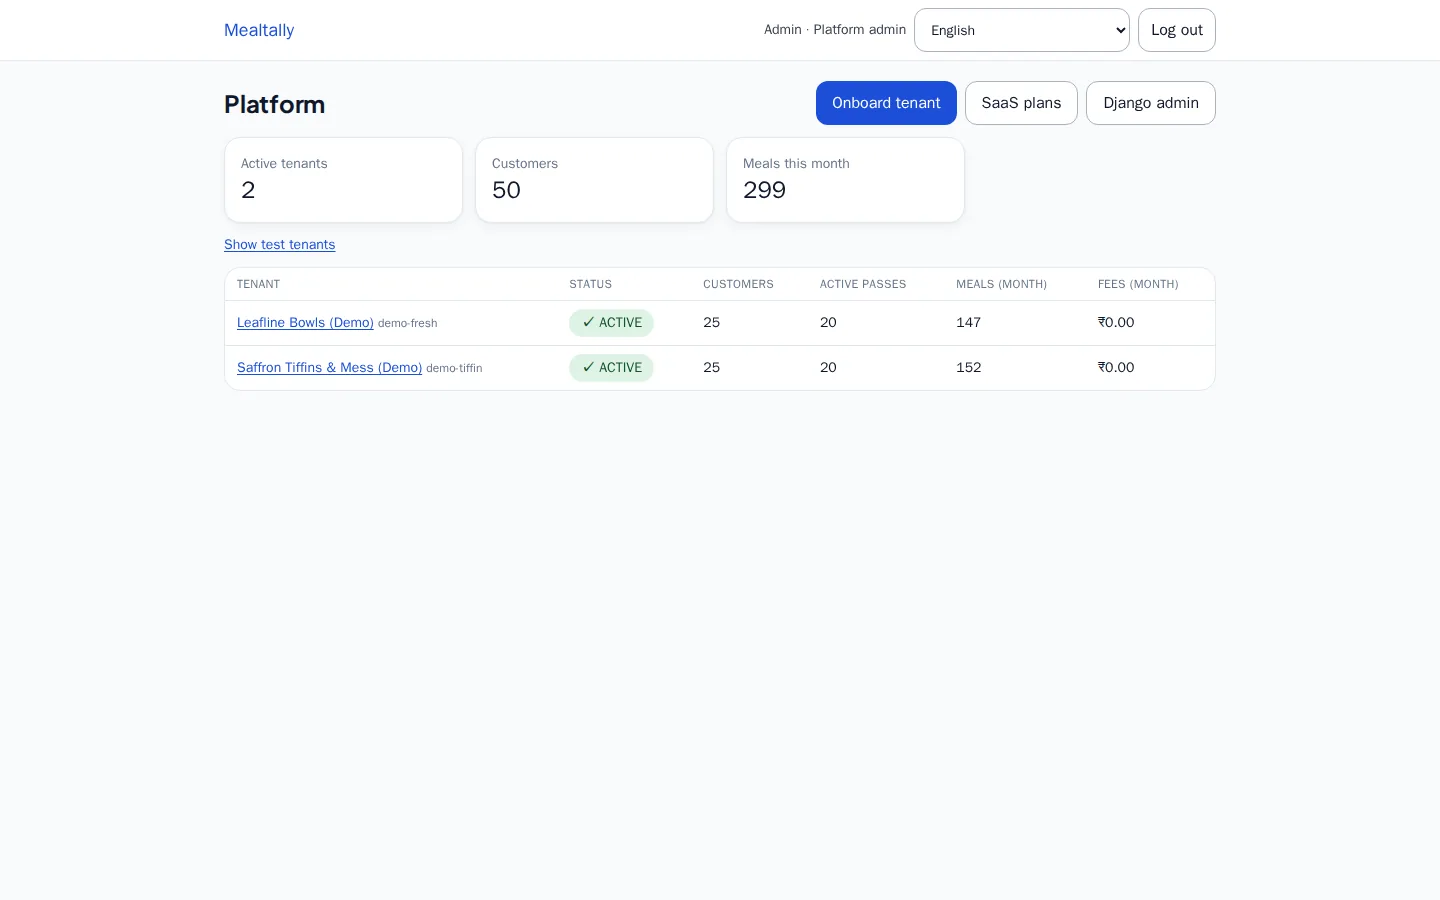 Mealtally
Admin · Platform admin
English
Log out
Platform
Onboard tenant
SaaS plans
Django admin
Active tenants
2
Customers
50
Meals this month
299
Show test tenants
TENANT STATUS CUSTOMERS ACTIVE PASSES MEALS (MONTH) FEES (MONTH)
Leafline Bowls (Demo) demo-fresh ✓ ACTIVE 25 20 147 ₹0.00
Saffron Tiffins & Mess (Demo) demo-tiffin ✓ ACTIVE 25 20 152 ₹0.00